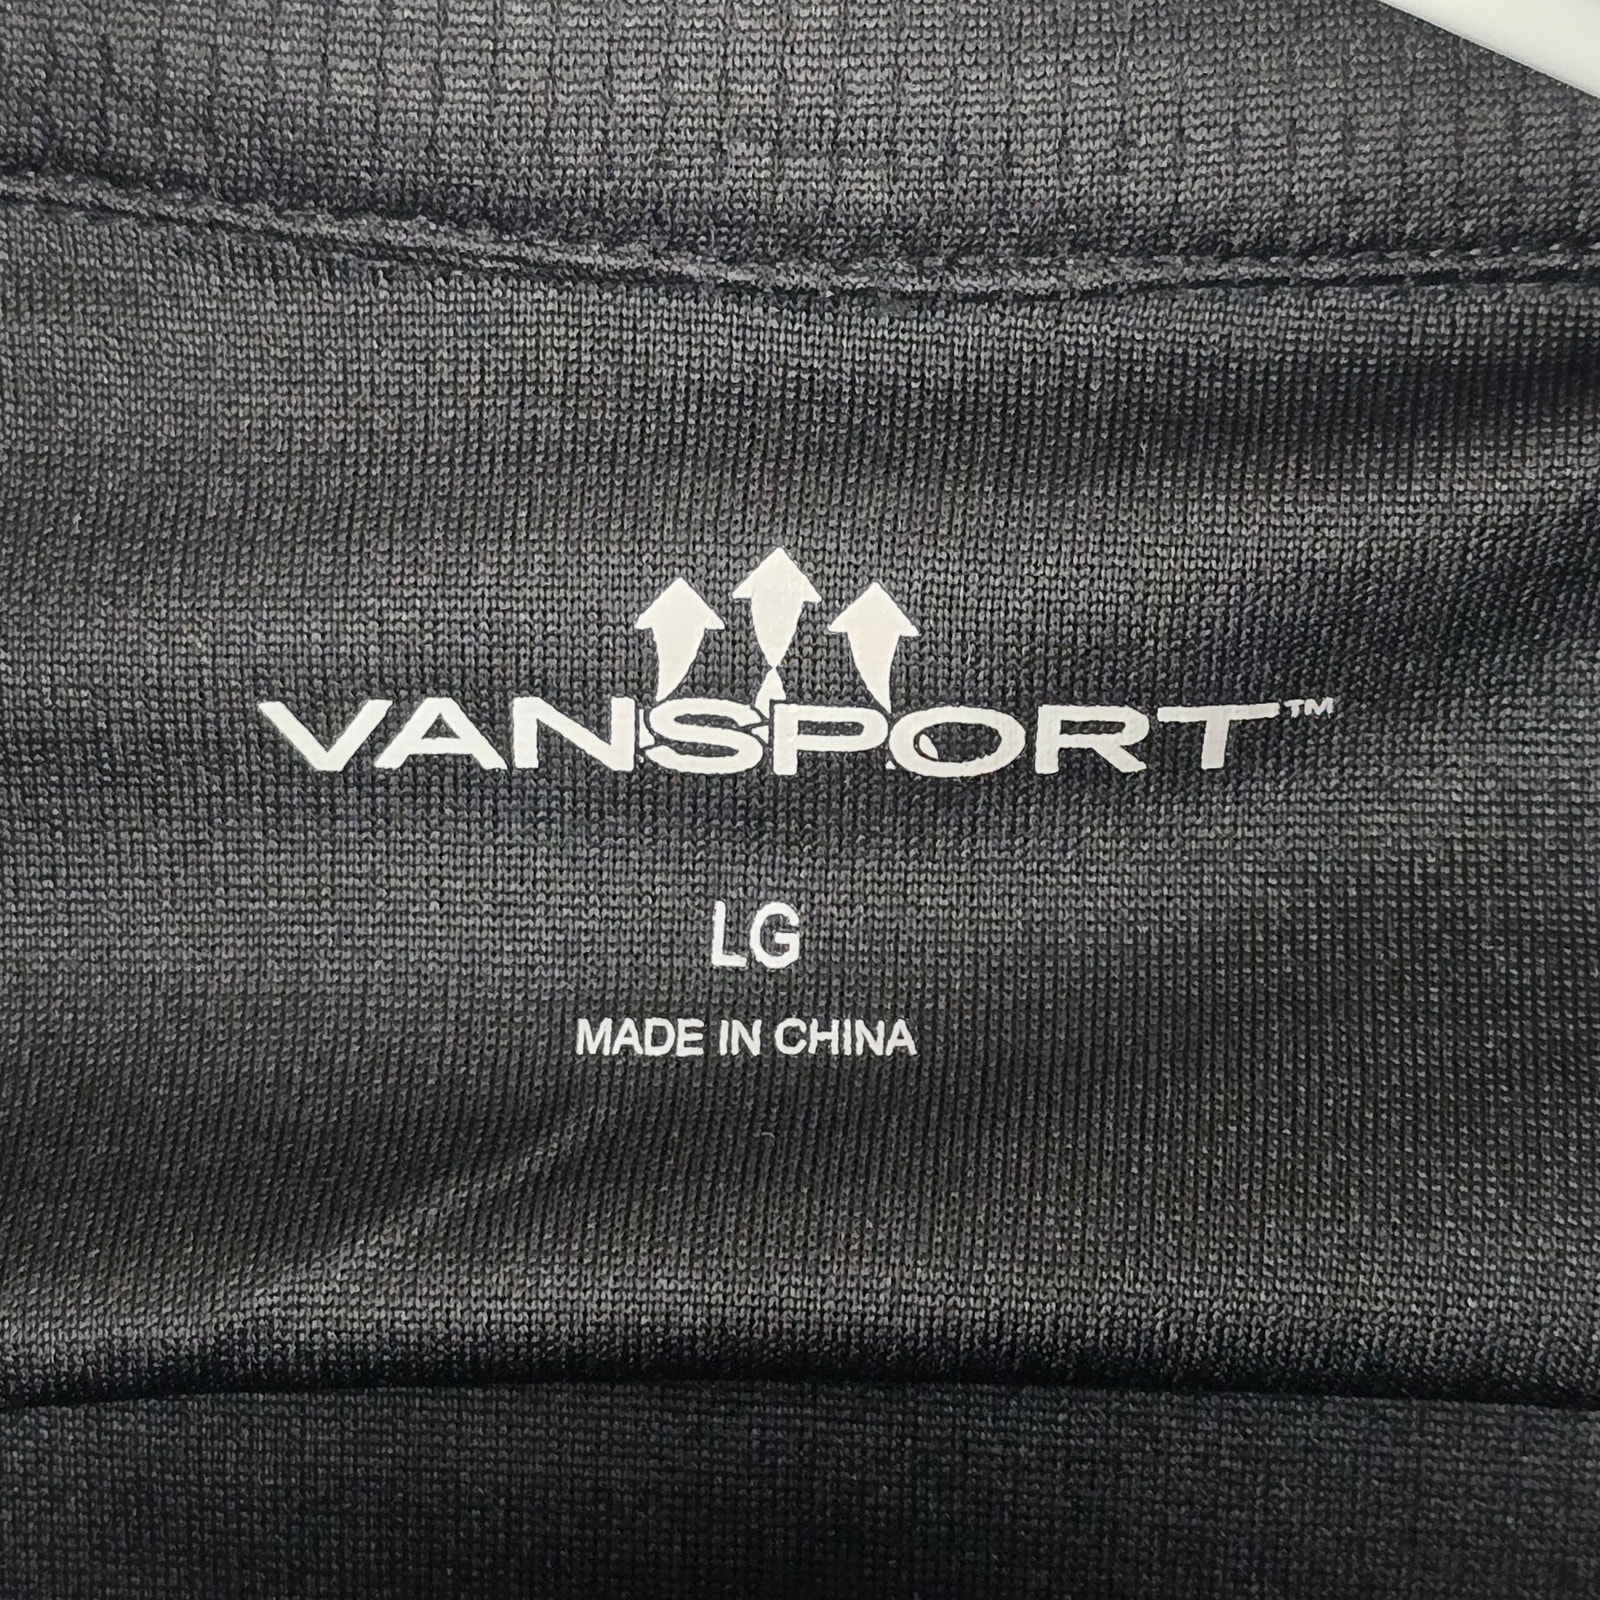 VANSPORT™
LG
MADE IN CHINA